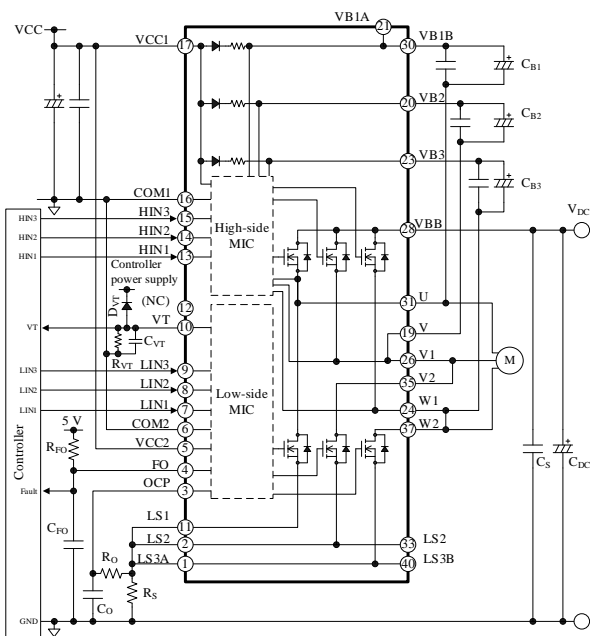 VB1A
21
VCC
VCC1 17
30 VB1B
CB1
20 VB2
CB2
23 VB3
CB3
COM1 16
HIN3 HIN3 15
HIN2 HIN2 14
HIN1 HIN1 13
High-side
MIC
28 VBB
VDC
Controller
power supply
DVT
(NC) 12
VT VT 10
CVT
RVT
31 U
19 V
26 V1
M
35 V2
24 W1
37 W2
LIN3 LIN3 9
LIN2 LIN2 8
LIN1 LIN1 7
Low-side
MIC
COM2 6
5 V
VCC2 5
RFO
FO 4
Fault
OCP 3
CFO
CS
CDC
Controller
LS1 11
LS2 2
33 LS2
LS3A 1
40 LS3B
RO
RS
CO
GND